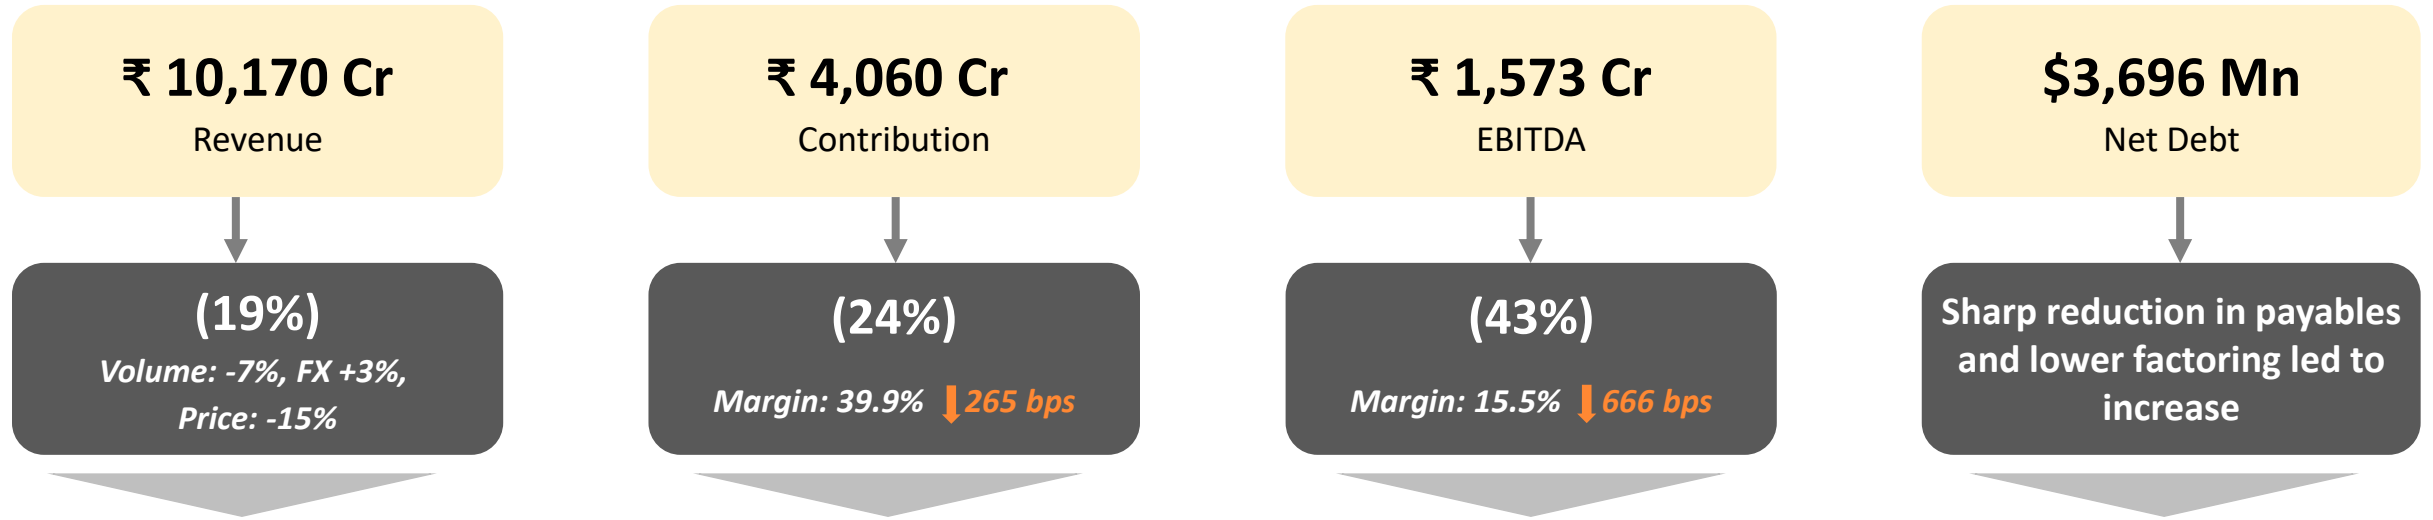 ₹ 10,170 Cr
Revenue
(19%)
Volume: -7%, FX +3%,
Price: -15%
₹ 4,060 Cr
Contribution
(24%)
Margin: 39.9% 265 bps
₹ 1,573 Cr
EBITDA
(43%)
Margin: 15.5% 666 bps
$3,696 Mn
Net Debt
Sharp reduction in payables
and lower factoring led to
increase